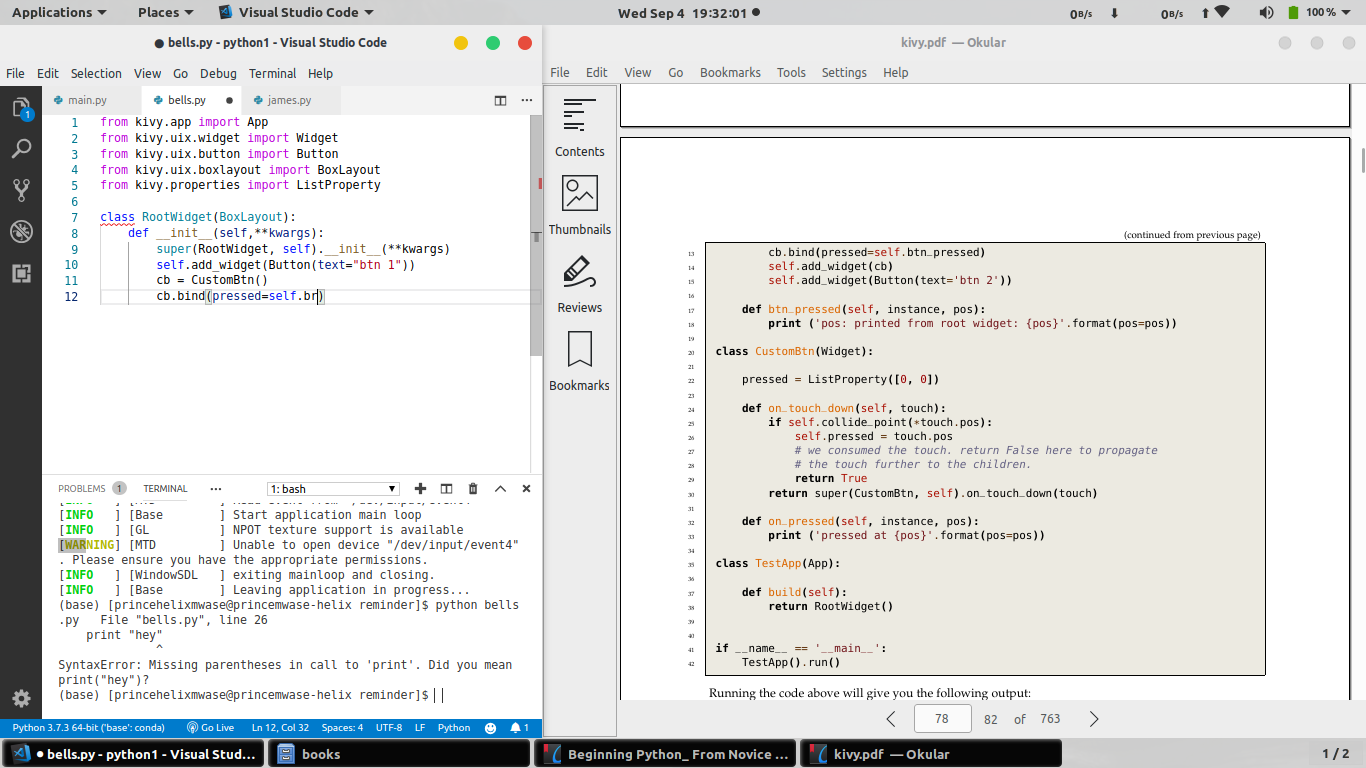 Applications Places Visual Studio Code Wed Sep 4 19:32:01 0B/s 0B/s 100%
bells.py - python1 - Visual Studio Code
File Edit Selection View Go Debug Terminal Help
main.py bells.py james.py
1
1 from kivy.app import App
2 from kivy.uix.widget import Widget
3 from kivy.uix.button import Button
4 from kivy.uix.boxlayout import BoxLayout
5 from kivy.properties import ListProperty
6
7 class RootWidget(BoxLayout):
8 def __init__(self,**kwargs):
9 super(RootWidget, self).__init__(**kwargs)
10 self.add_widget(Button(text="btn 1"))
11 cb = CustomBtn()
12 cb.bind(pressed=self.br)
PROBLEMS 1 TERMINAL ··· 1: bash
[INFO ] [Base ] Start application main loop
[INFO ] [GL ] NPOT texture support is available
[WARNING] [MTD ] Unable to open device "/dev/input/event4"
. Please ensure you have the appropriate permissions.
[INFO ] [WindowSDL ] exiting mainloop and closing.
[INFO ] [Base ] Leaving application in progress...
(base) [princehelixmwase@princemwase-helix reminder]$ python bells
.py File "bells.py", line 26
print "hey"
^
SyntaxError: Missing parentheses in call to 'print'. Did you mean
print("hey")?
(base) [princehelixmwase@princemwase-helix reminder]$
Python 3.7.3 64-bit ('base': conda) Go Live Ln 12, Col 32 Spaces: 4 UTF-8 LF Python 1
kivy.pdf — Okular
File Edit View Go Bookmarks Tools Settings Help
Contents
Thumbnails
Reviews
Bookmarks
(continued from previous page)
13 cb.bind(pressed=self.btn_pressed)
14 self.add_widget(cb)
15 self.add_widget(Button(text='btn 2'))
16
17 def btn_pressed(self, instance, pos):
18 print ('pos: printed from root widget: {pos}'.format(pos=pos))
19
20 class CustomBtn(Widget):
21
22 pressed = ListProperty([0, 0])
23
24 def on_touch_down(self, touch):
25 if self.collide_point(*touch.pos):
26 self.pressed = touch.pos
27 # we consumed the touch. return False here to propagate
28 # the touch further to the children.
29 return True
30 return super(CustomBtn, self).on_touch_down(touch)
31
32 def on_pressed(self, instance, pos):
33 print ('pressed at {pos}'.format(pos=pos))
34
35 class TestApp(App):
36
37 def build(self):
38 return RootWidget()
39
40
41 if __name__ == '__main__':
42 TestApp().run()
Running the code above will give you the following output:
78 82 of 763
bells.py - python1 - Visual Stud... books Beginning Python_ From Novice ... kivy.pdf — Okular 1 / 2